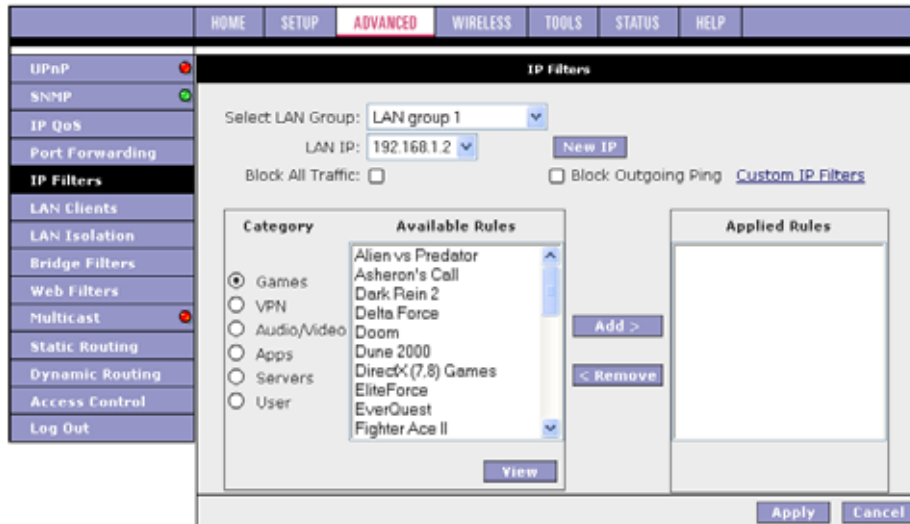 HOME SETUP ADVANCED WIRELESS TOOLS STATUS HELP
UPnP
SNMP
IP QoS
Port Forwarding
IP Filters
LAN Clients
LAN Isolation
Bridge Filters
Web Filters
Multicast
Static Routing
Dynamic Routing
Access Control
Log Out
IP Filters
Select LAN Group: LAN group 1
LAN IP: 192.168.1.2 New IP
Block All Traffic: Block Outgoing Ping Custom IP Filters
Category Available Rules Applied Rules
Games
VPN
Audio/Video
Apps
Servers
User
Alien vs Predator
Asheron's Call
Dark Rein 2
Delta Force
Doom
Dune 2000
DirectX (7,8) Games
EliteForce
EverQuest
Fighter Ace II
Add >
< Remove
View
Apply Cancel